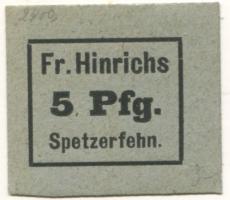 Fr. Hinrichs
5 Pfg.
Spetzerfehn.